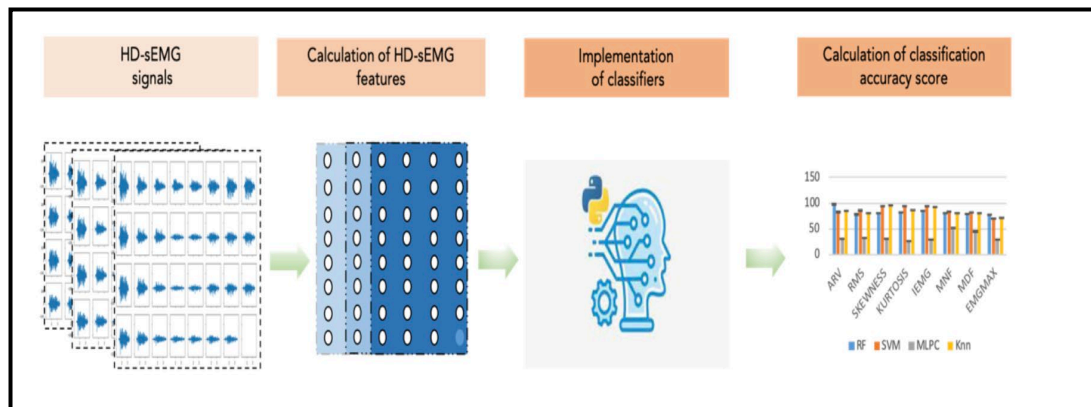 HD-sEMG
signals
Calculation of HD-sEMG
features
Implementation
of classifiers
Calculation of classification
accuracy score
150
100
50
0
ARV
RMS
SKEWNESS
KURTOSIS
IEMG
MNF
MDF
EMGMAX
RF SVM MLPC Knn